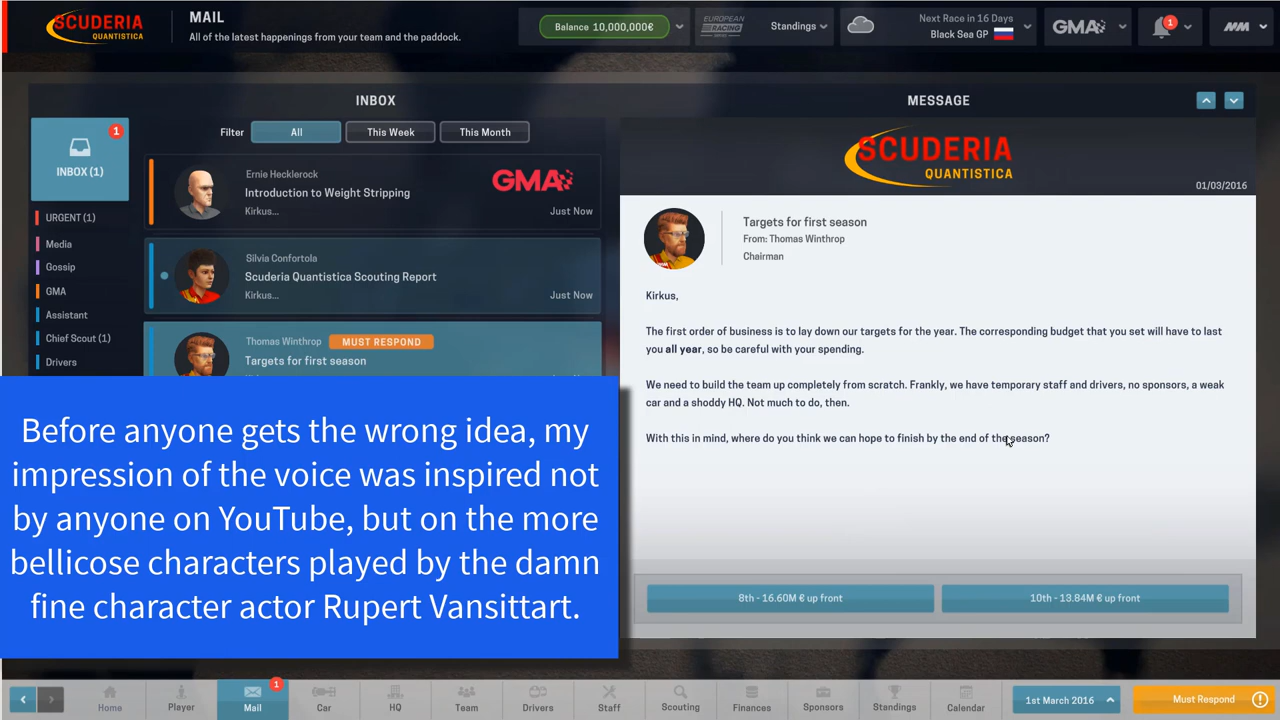 SCUDERIA
QUANTISTICA
MAIL
All of the latest happenings from your team and the paddock.
Balance 10,000,000€
EUROPEAN
RACING
Standings
Next Race in 16 Days
Black Sea GP
GMA
1
INBOX
MESSAGE
Filter
All
This Week
This Month
1
INBOX (1)
URGENT (1)
Media
Gossip
GMA
Assistant
Chief Scout (1)
Drivers
Ernie Hecklerock
Introduction to Weight Stripping
Kirkus...
GMA
Just Now
Silvia Confortola
Scuderia Quantistica Scouting Report
Kirkus...
Just Now
Thomas Winthrop
MUST RESPOND
Targets for first season
SCUDERIA
QUANTISTICA
01/03/2016
Targets for first season
From: Thomas Winthrop
Chairman
Kirkus,
The first order of business is to lay down our targets for the year. The corresponding budget that you set will have to last
you all year, so be careful with your spending.
We need to build the team up completely from scratch. Frankly, we have temporary staff and drivers, no sponsors, a weak
car and a shoddy HQ. Not much to do, then.
With this in mind, where do you think we can hope to finish by the end of the season?
8th - 16.60M € up front
10th - 13.84M € up front
Before anyone gets the wrong idea, my
impression of the voice was inspired not
by anyone on YouTube, but on the more
bellicose characters played by the damn
fine character actor Rupert Vansittart.
Home
Player
1
Mail
Car
HQ
Team
Drivers
Staff
Scouting
Finances
Sponsors
Standings
Calendar
1st March 2016
Must Respond